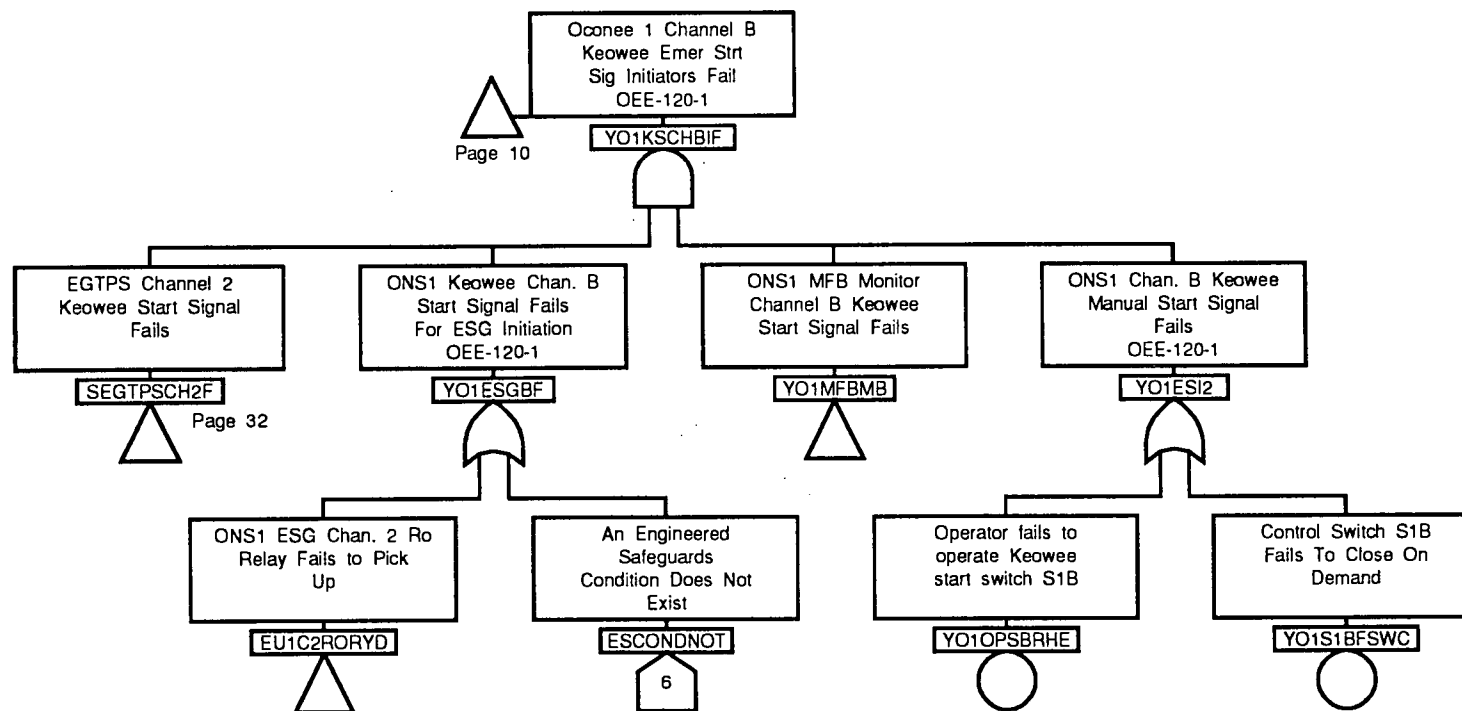 Oconee 1 Channel B
Keowee Emer Strt
Sig Initiators Fail
OEE-120-1
YO1KSCHBIF
Page 10
EGTPS Channel 2
Keowee Start Signal
Fails
SEGTPSCH2F
Page 32
ONS1 Keowee Chan. B
Start Signal Fails
For ESG Initiation
OEE-120-1
YO1ESGBF
ONS1 MFB Monitor
Channel B Keowee
Start Signal Fails
YO1MFBMB
ONS1 Chan. B Keowee
Manual Start Signal
Fails
OEE-120-1
YO1ESI2
ONS1 ESG Chan. 2 Ro
Relay Fails to Pick
Up
EU1C2RORYD
An Engineered
Safeguards
Condition Does Not
Exist
ESCONDNOT
6
Operator fails to
operate Keowee
start switch S1B
YO1OPSBRHE
Control Switch S1B
Fails To Close On
Demand
YO1S1BFSWC